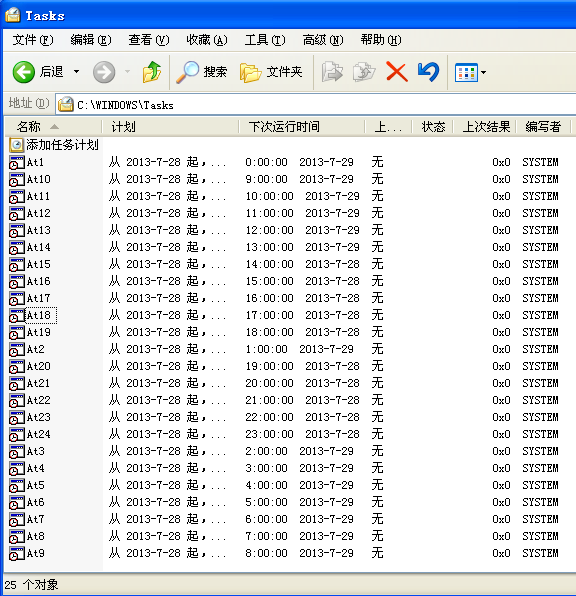 Tasks
文件(F) 编辑(E) 查看(V) 收藏(A) 工具(T) 高级(N) 帮助(H)
后退 搜索 文件夹
地址(D) C:\WINDOWS\Tasks
名称 计划 下次运行时间 上... 状态 上次结果 编写者
添加任务计划
At1 从 2013-7-28 起,... 0:00:00 2013-7-29 无 0x0 SYSTEM
At10 从 2013-7-28 起,... 9:00:00 2013-7-29 无 0x0 SYSTEM
At11 从 2013-7-28 起,... 10:00:00 2013-7-29 无 0x0 SYSTEM
At12 从 2013-7-28 起,... 11:00:00 2013-7-29 无 0x0 SYSTEM
At13 从 2013-7-28 起,... 12:00:00 2013-7-29 无 0x0 SYSTEM
At14 从 2013-7-28 起,... 13:00:00 2013-7-29 无 0x0 SYSTEM
At15 从 2013-7-28 起,... 14:00:00 2013-7-28 无 0x0 SYSTEM
At16 从 2013-7-28 起,... 15:00:00 2013-7-28 无 0x0 SYSTEM
At17 从 2013-7-28 起,... 16:00:00 2013-7-28 无 0x0 SYSTEM
At18 从 2013-7-28 起,... 17:00:00 2013-7-28 无 0x0 SYSTEM
At19 从 2013-7-28 起,... 18:00:00 2013-7-28 无 0x0 SYSTEM
At2 从 2013-7-28 起,... 1:00:00 2013-7-29 无 0x0 SYSTEM
At20 从 2013-7-28 起,... 19:00:00 2013-7-28 无 0x0 SYSTEM
At21 从 2013-7-28 起,... 20:00:00 2013-7-28 无 0x0 SYSTEM
At22 从 2013-7-28 起,... 21:00:00 2013-7-28 无 0x0 SYSTEM
At23 从 2013-7-28 起,... 22:00:00 2013-7-28 无 0x0 SYSTEM
At24 从 2013-7-28 起,... 23:00:00 2013-7-28 无 0x0 SYSTEM
At3 从 2013-7-28 起,... 2:00:00 2013-7-29 无 0x0 SYSTEM
At4 从 2013-7-28 起,... 3:00:00 2013-7-29 无 0x0 SYSTEM
At5 从 2013-7-28 起,... 4:00:00 2013-7-29 无 0x0 SYSTEM
At6 从 2013-7-28 起,... 5:00:00 2013-7-29 无 0x0 SYSTEM
At7 从 2013-7-28 起,... 6:00:00 2013-7-29 无 0x0 SYSTEM
At8 从 2013-7-28 起,... 7:00:00 2013-7-29 无 0x0 SYSTEM
At9 从 2013-7-28 起,... 8:00:00 2013-7-29 无 0x0 SYSTEM
25 个对象